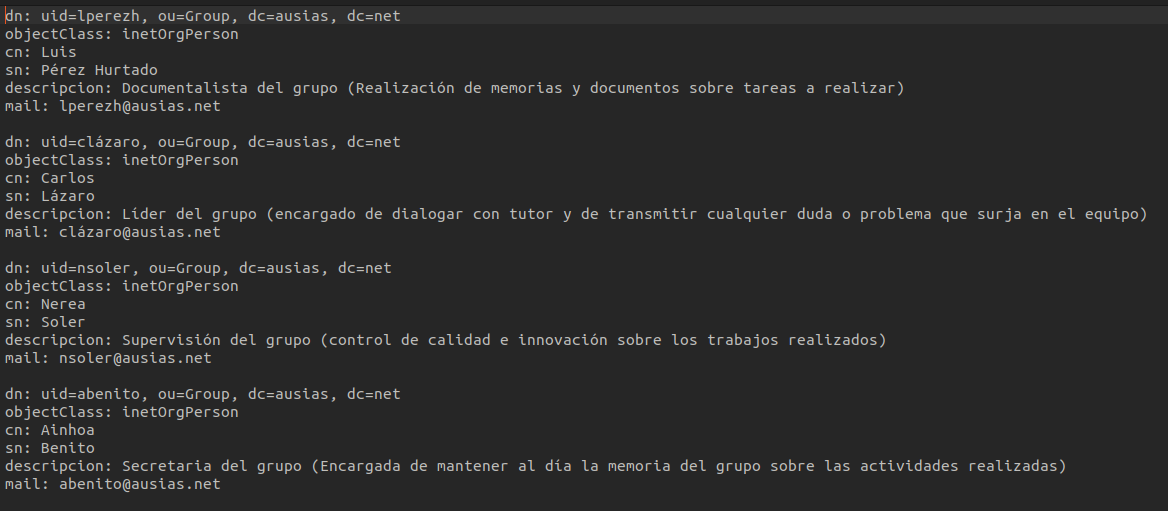 dn: uid=lperezh, ou=Group, dc=ausias, dc=net
objectClass: inetOrgPerson
cn: Luis
sn: Pérez Hurtado
descripcion: Documentalista del grupo (Realización de memorias y documentos sobre tareas a realizar)
mail: lperezh@ausias.net

dn: uid=clázaro, ou=Group, dc=ausias, dc=net
objectClass: inetOrgPerson
cn: Carlos
sn: Lázaro
descripcion: Líder del grupo (encargado de dialogar con tutor y de transmitir cualquier duda o problema que surja en el equipo)
mail: clázaro@ausias.net

dn: uid=nsoler, ou=Group, dc=ausias, dc=net
objectClass: inetOrgPerson
cn: Nerea
sn: Soler
descripcion: Supervisión del grupo (control de calidad e innovación sobre los trabajos realizados)
mail: nsoler@ausias.net

dn: uid=abenito, ou=Group, dc=ausias, dc=net
objectClass: inetOrgPerson
cn: Ainhoa
sn: Benito
descripcion: Secretaria del grupo (Encargada de mantener al día la memoria del grupo sobre las actividades realizadas)
mail: abenito@ausias.net